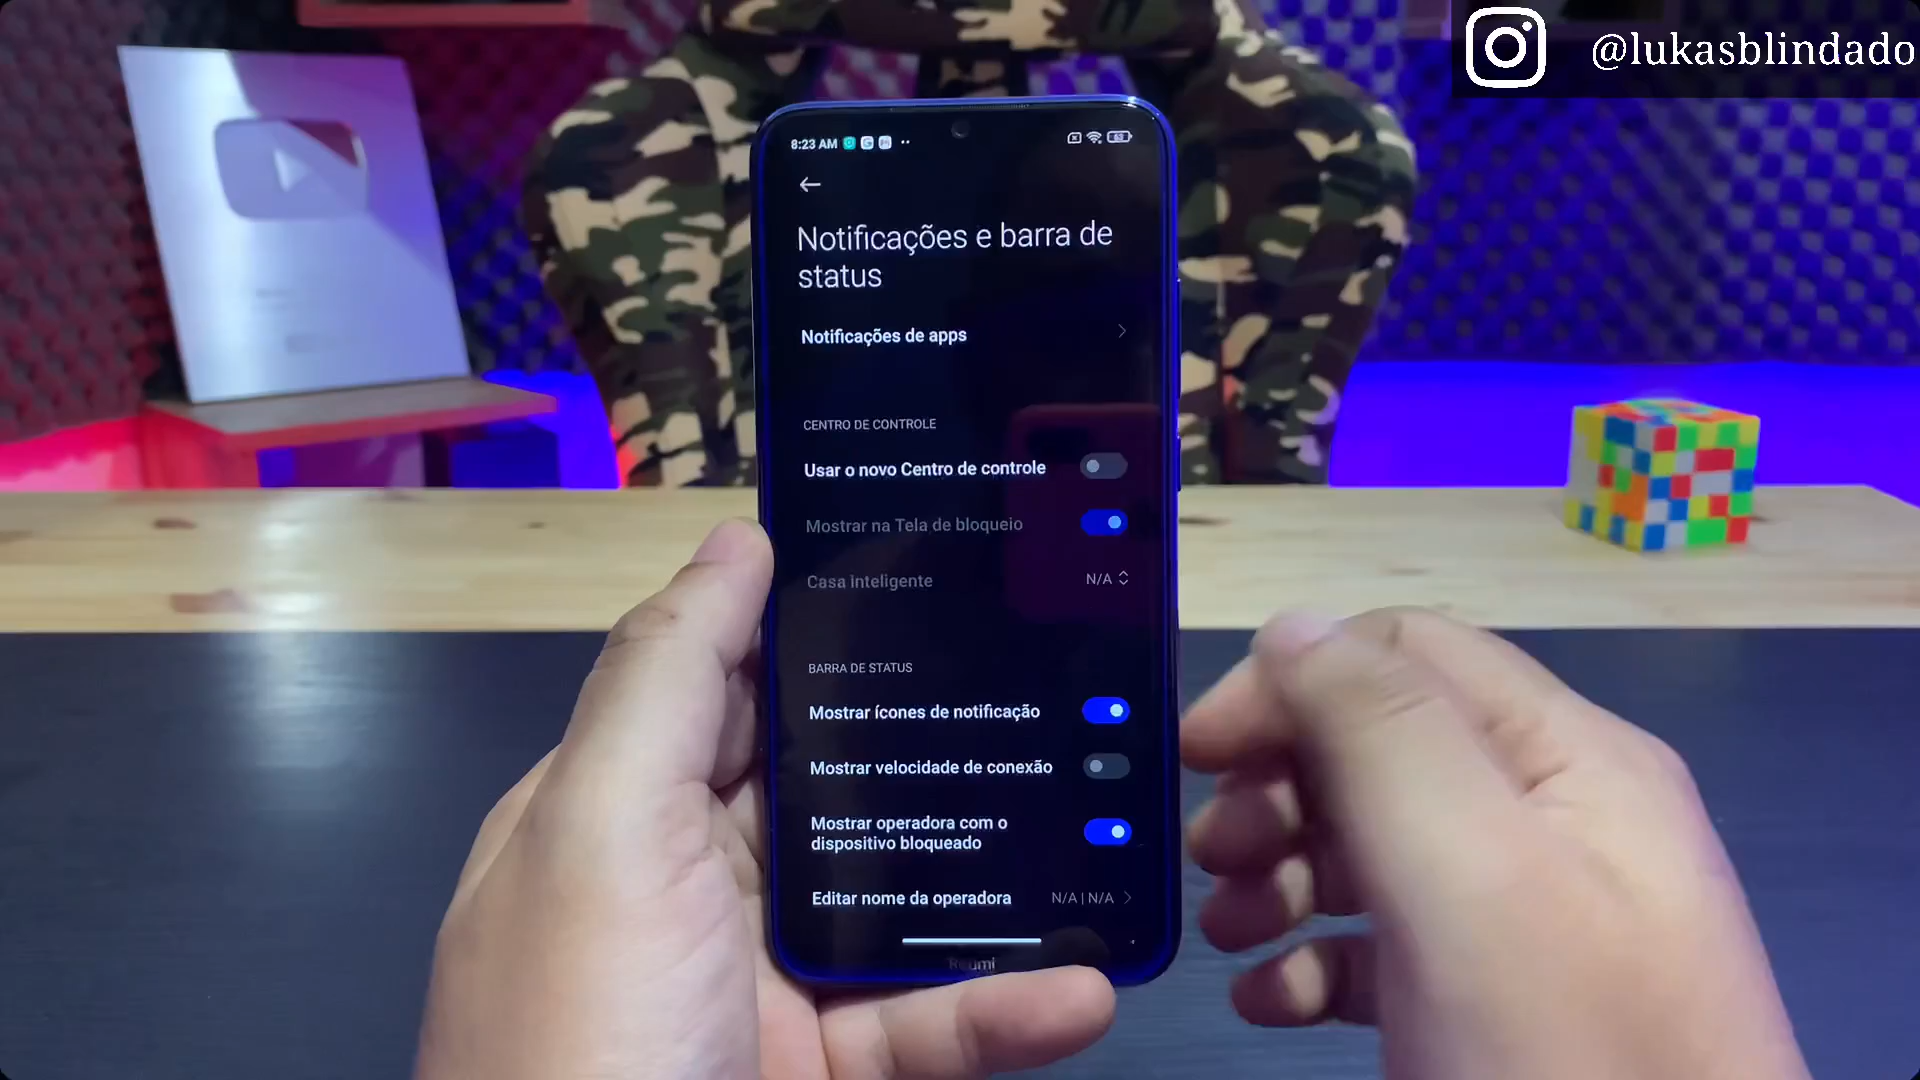 @lukasblindado
8:23 AM
63
Notificações e barra de
status
Notificações de apps
CENTRO DE CONTROLE
Usar o novo Centro de controle
Mostrar na Tela de bloqueio
Casa inteligente
N/A
BARRA DE STATUS
Mostrar ícones de notificação
Mostrar velocidade de conexão
Mostrar operadora com o
dispositivo bloqueado
Editar nome da operadora
N/A | N/A
Redmi